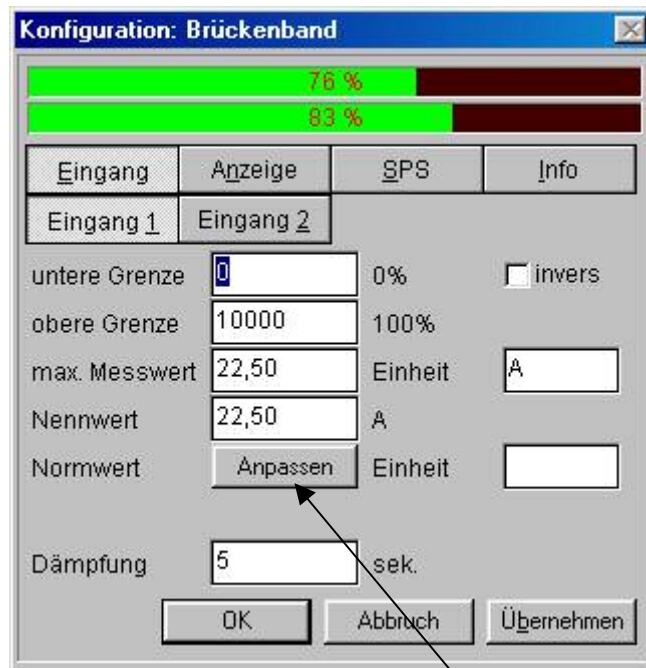 Konfiguration: Brückenband
76 %
83 %
Eingang Anzeige SPS Info
Eingang 1 Eingang 2
untere Grenze 0 0% invers
obere Grenze 10000 100%
max. Messwert 22,50 Einheit A
Nennwert 22,50 A
Normwert Anpassen Einheit
Dämpfung 5 sek.
OK Abbruch Übernehmen